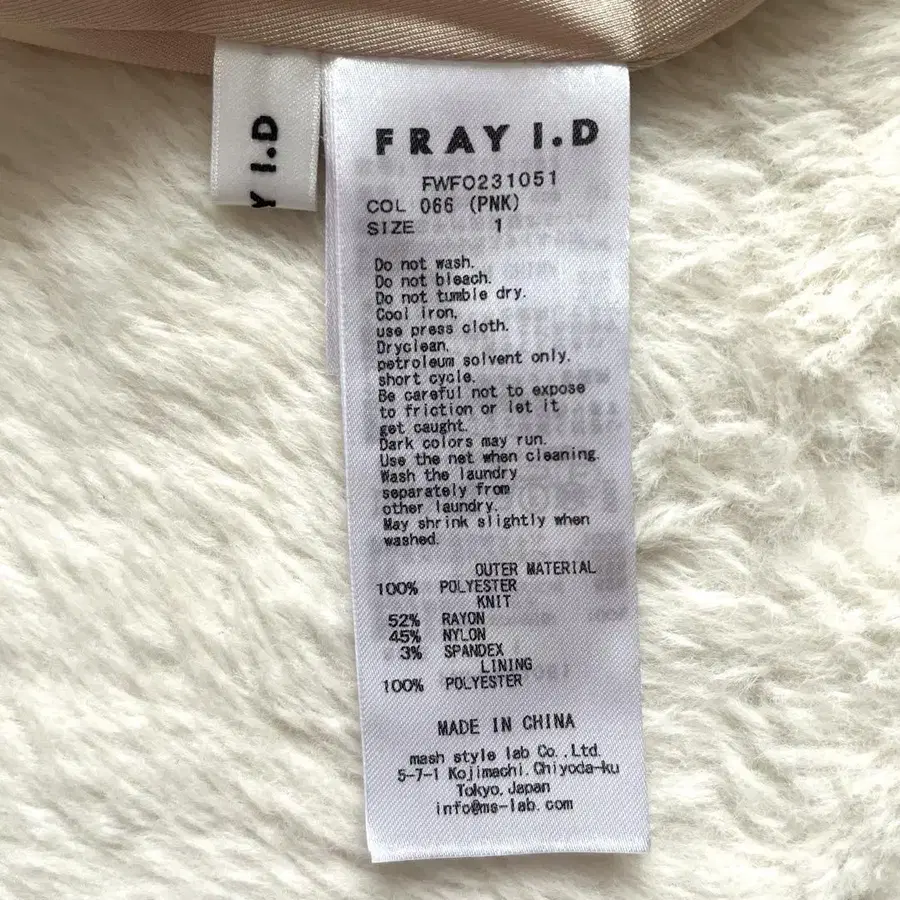 Y I.D
FRAY I.D
FWFO231051
COL 066 (PNK)
SIZE 1
Do not wash.
Do not bleach.
Do not tumble dry.
Cool iron,
use press cloth.
Dryclean,
petroleum solvent only.
short cycle.
Be careful not to expose
to friction or let it
get caught.
Dark colors may run.
Use the net when cleaning.
Wash the laundry
separately from
other laundry.
May shrink slightly when
washed.
OUTER MATERIAL
100% POLYESTER
KNIT
52% RAYON
45% NYLON
3% SPANDEX
LINING
100% POLYESTER
MADE IN CHINA
mash style lab Co.,Ltd.
5-7-1 Kojimachi,Chiyoda-ku
Tokyo,Japan
info@ms-lab.com